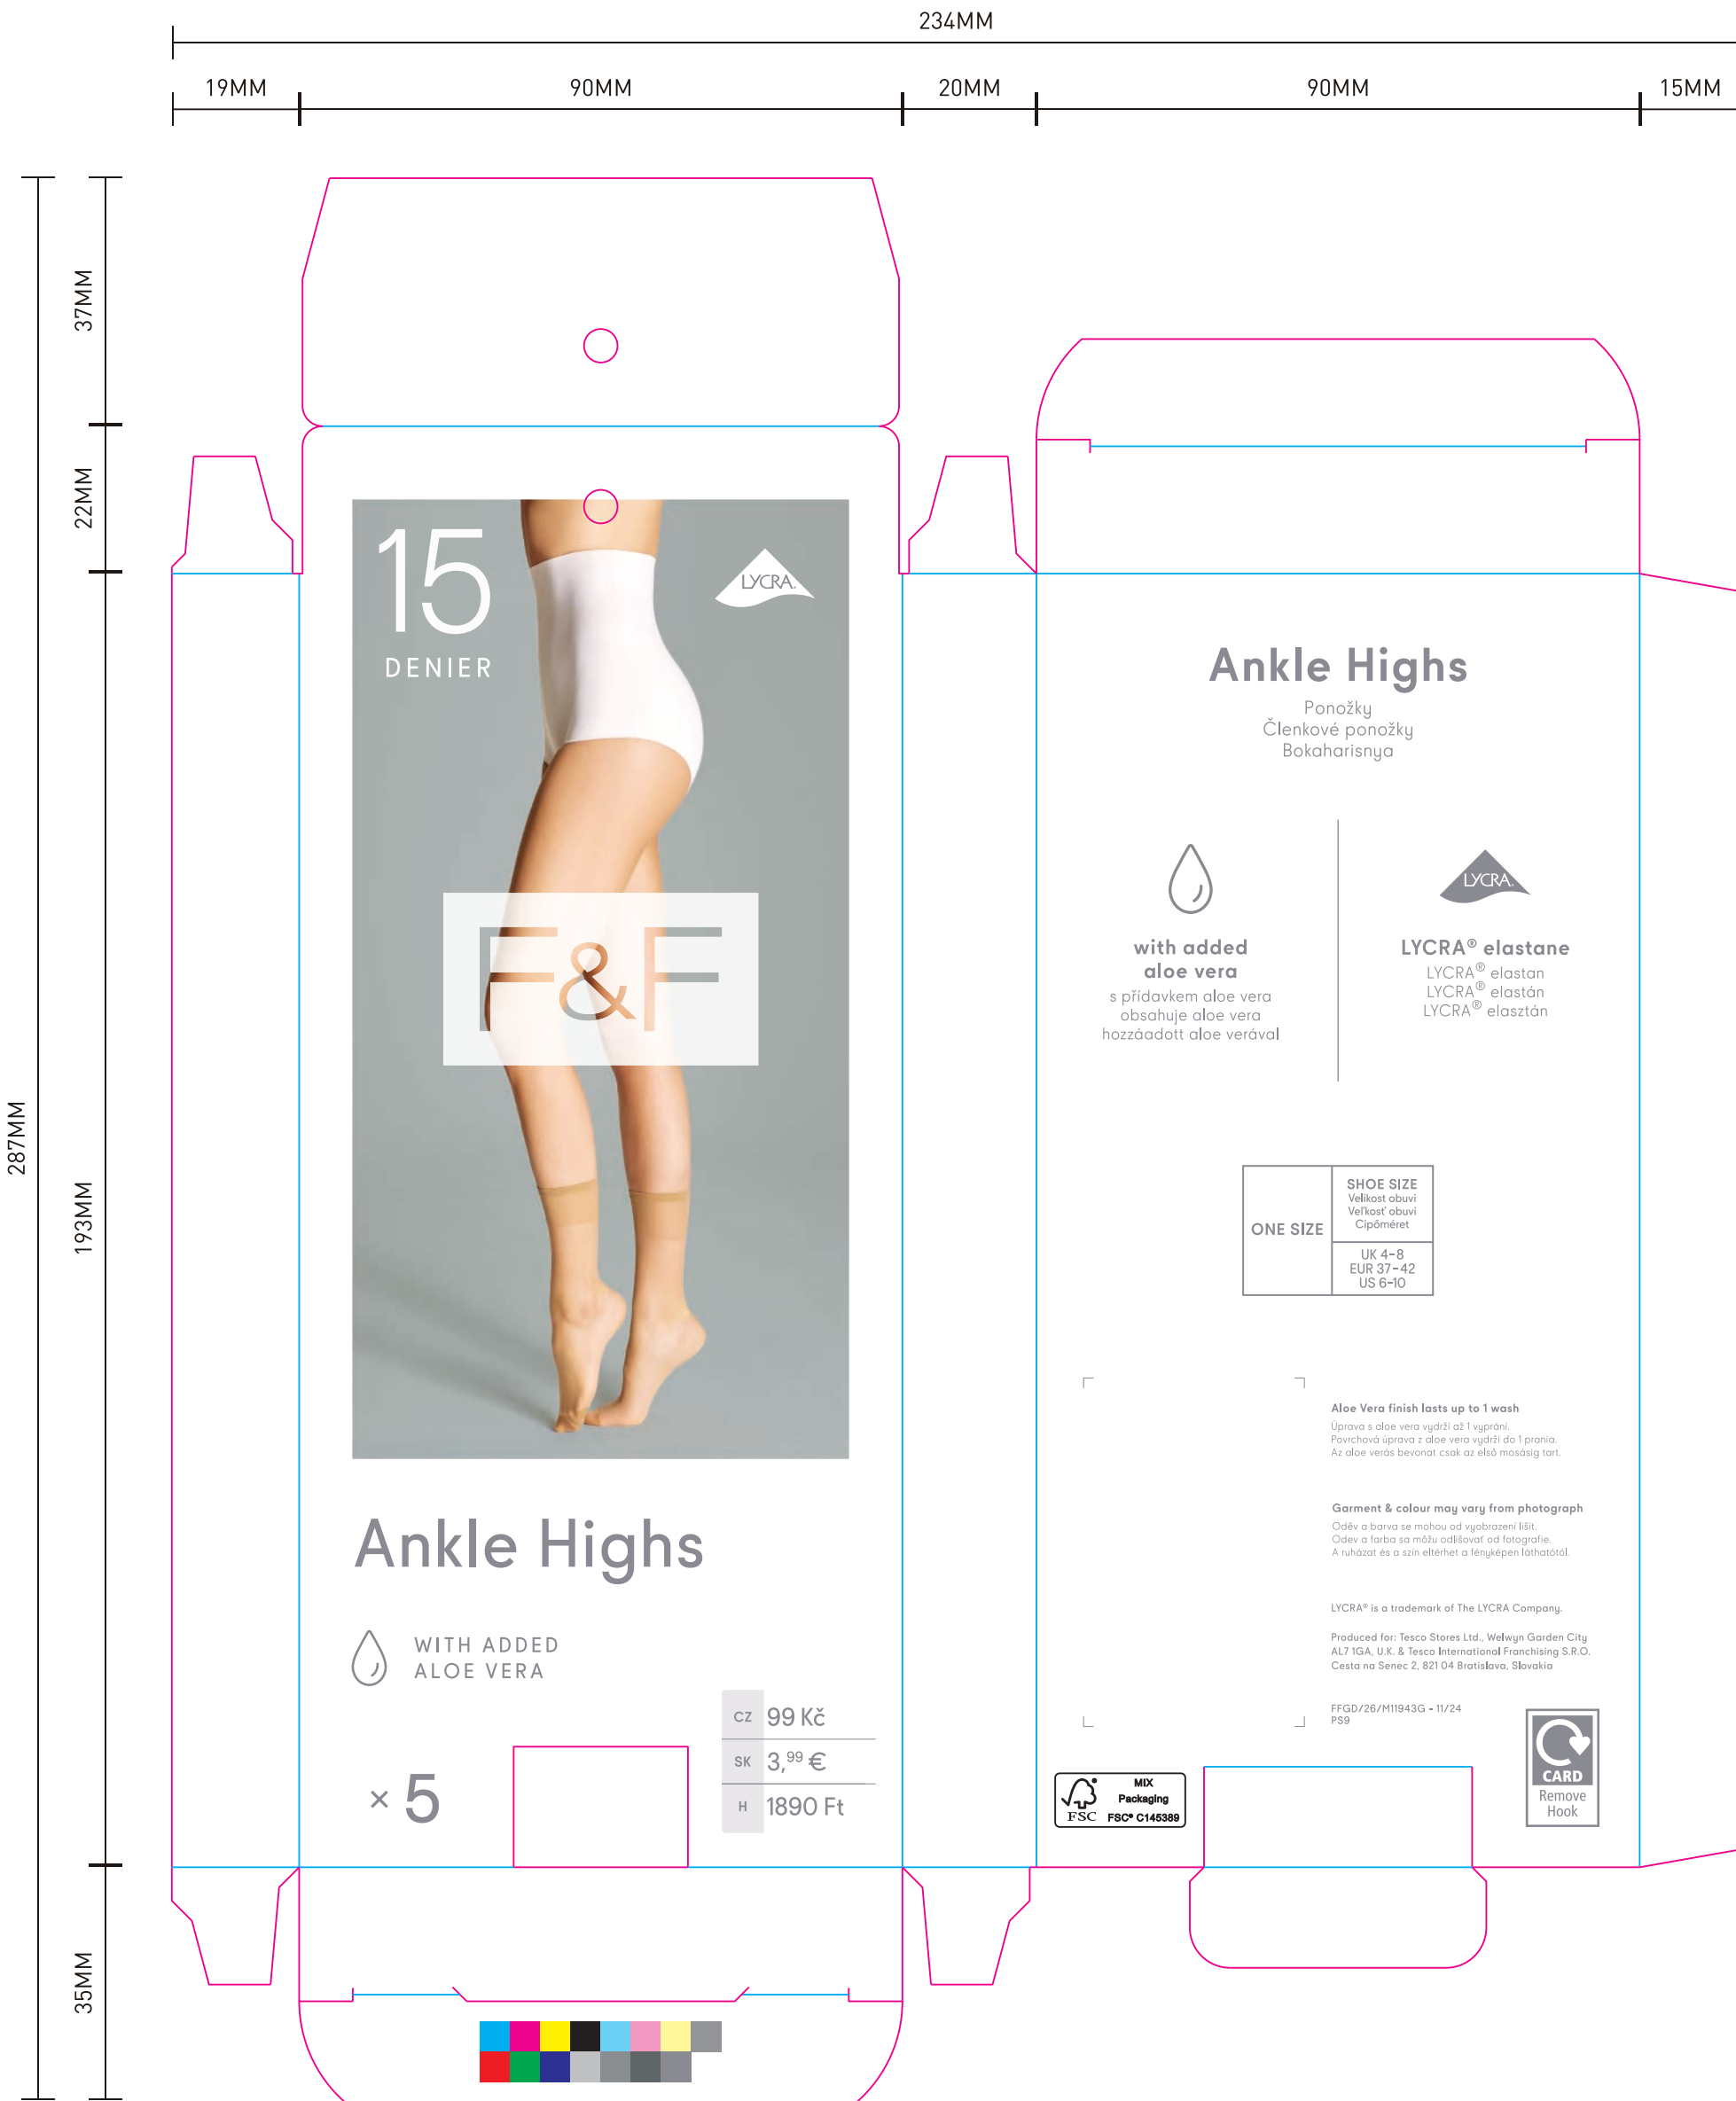 234MM
19MM
90MM
20MM
90MM
15MM
37MM
22MM
287MM
193MM
35MM
15
DENIER
LYCRA®
F&F
Ankle Highs
WITH ADDED
ALOE VERA
× 5
CZ 99 Kč
SK 3,99 €
H 1890 Ft
Ankle Highs
Ponožky
Členkové ponožky
Bokaharisnya
with added
aloe vera
s přídavkem aloe vera
obsahuje aloe vera
hozzáadott aloe verával
LYCRA®
LYCRA® elastane
LYCRA® elastan
LYCRA® elastán
LYCRA® elasztán
ONE SIZE
SHOE SIZE
Velikost obuvi
Veľkosť obuvi
Cipőméret
UK 4-8
EUR 37-42
US 6-10
Aloe Vera finish lasts up to 1 wash
Úprava s aloe vera vydrží až 1 vyprání.
Povrchová úprava z aloe vera vydrží do 1 prania.
Az aloe verás bevonat csak az első mosásig tart.
Garment & colour may vary from photograph
Oděv a barva se mohou od vyobrazení lišit.
Odev a farba sa môžu odlišovať od fotografie.
A ruházat és a szín eltérhet a fényképen láthatótól.
LYCRA® is a trademark of The LYCRA Company.
Produced for: Tesco Stores Ltd., Welwyn Garden City
AL7 1GA, U.K. & Tesco International Franchising S.R.O.
Cesta na Senec 2, 821 04 Bratislava, Slovakia
FFGD/26/M11943G - 11/24
PS9
FSC
MIX
Packaging
FSC® C145389
CARD
Remove
Hook